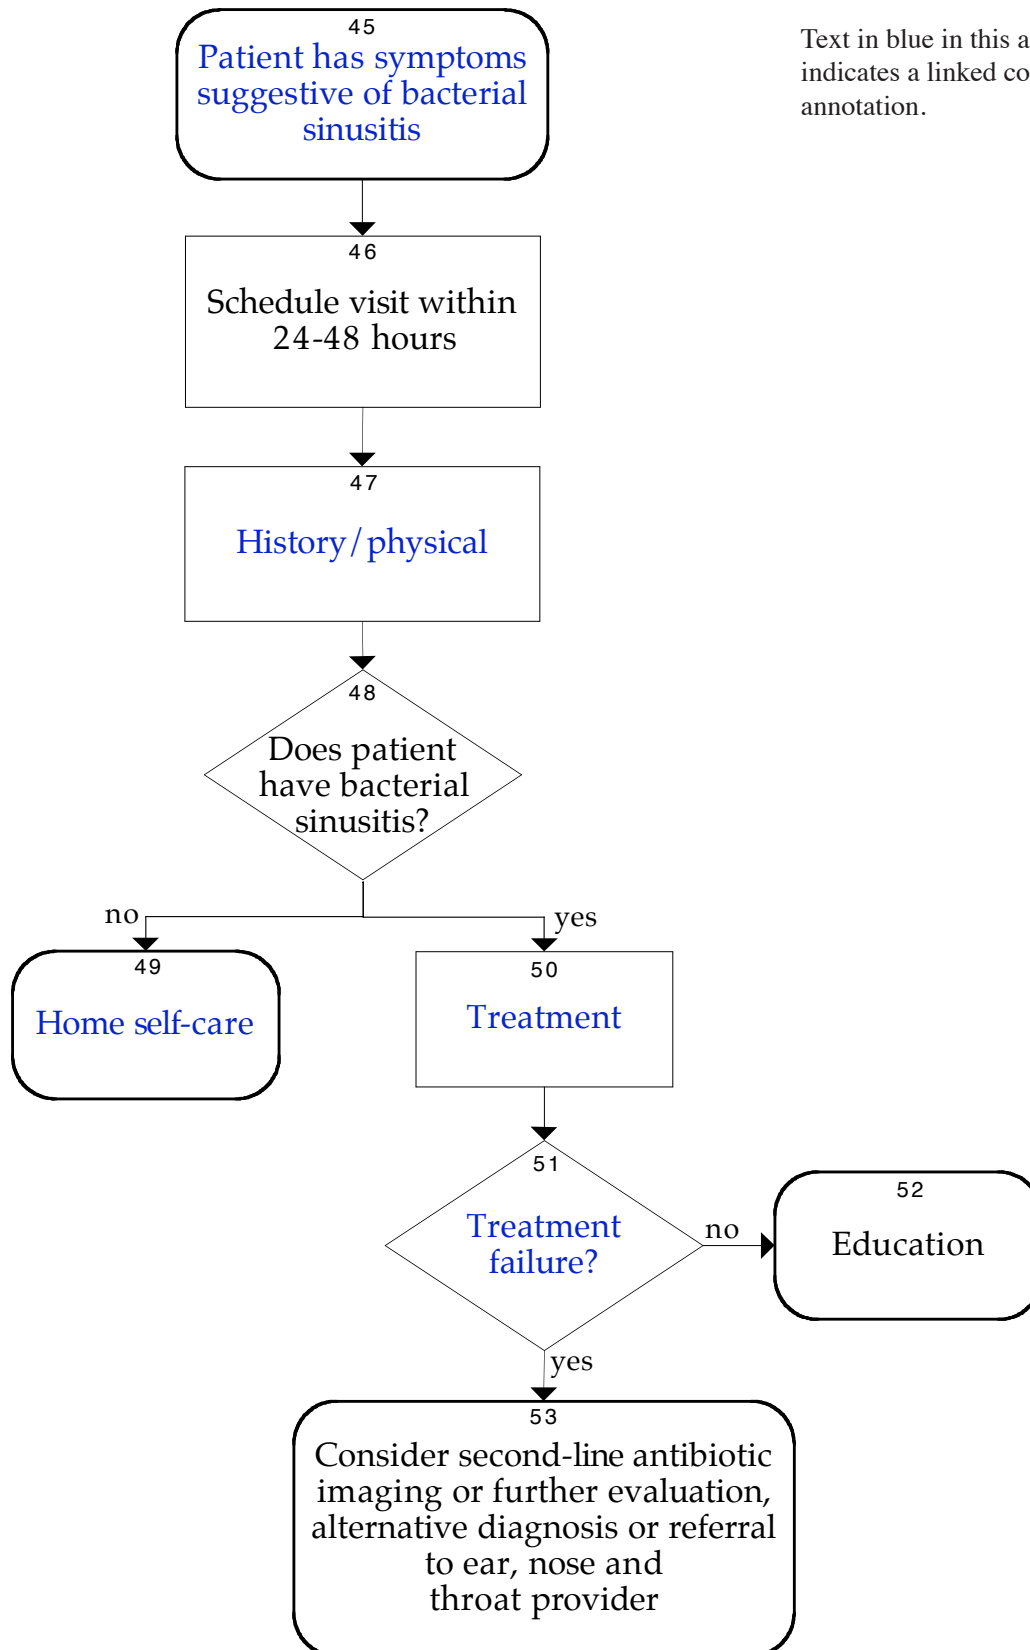 45
Patient has symptoms
suggestive of bacterial
sinusitis
Text in blue in this a
indicates a linked co
annotation.
46
Schedule visit within
24-48 hours
47
History/physical
48
Does patient
have bacterial
sinusitis?
no
yes
49
Home self-care
50
Treatment
51
Treatment
failure?
no
52
Education
yes
53
Consider second-line antibiotic
imaging or further evaluation,
alternative diagnosis or referral
to ear, nose and
throat provider